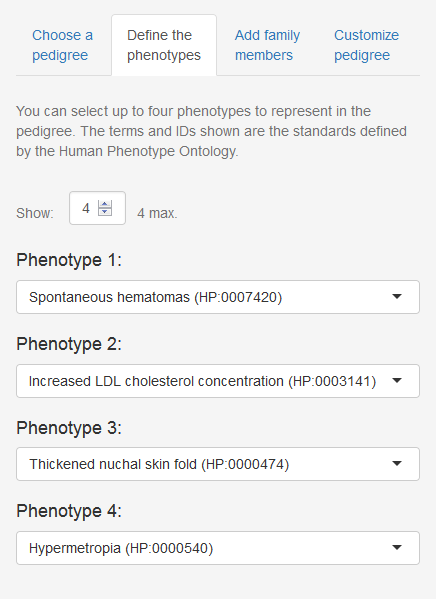 Choose a pedigree
Define the phenotypes
Add family members
Customize pedigree
You can select up to four phenotypes to represent in the
pedigree. The terms and IDs shown are the standards defined
by the Human Phenotype Ontology.
Show: 4 4 max.
Phenotype 1:
Spontaneous hematomas (HP:0007420)
Phenotype 2:
Increased LDL cholesterol concentration (HP:0003141)
Phenotype 3:
Thickened nuchal skin fold (HP:0000474)
Phenotype 4:
Hypermetropia (HP:0000540)